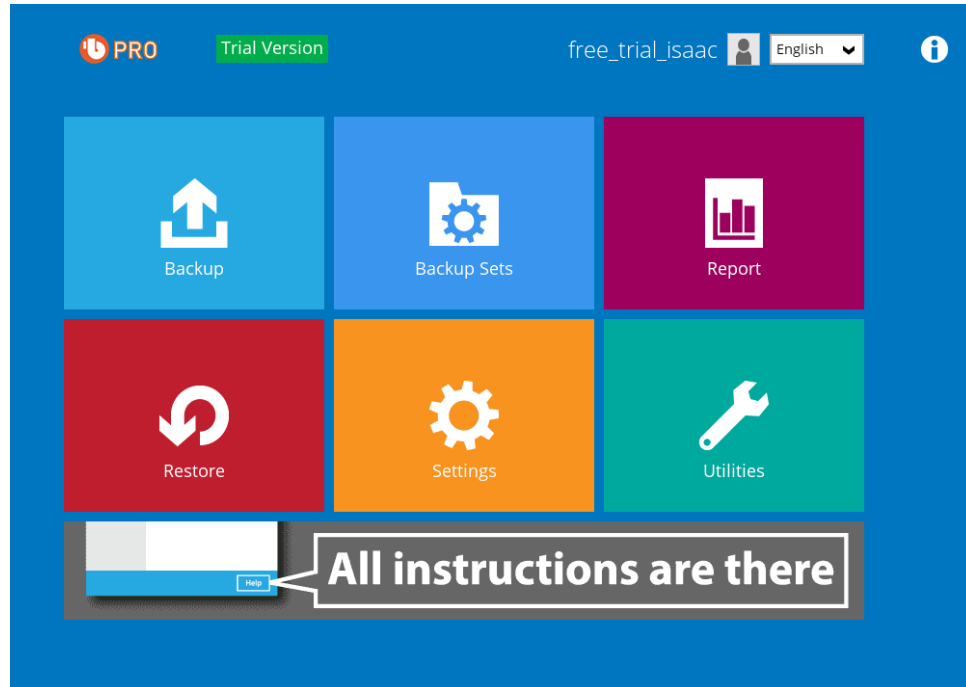 PRO
Trial Version
free_trial_isaac
English
Backup
Backup Sets
Report
Restore
Settings
Utilities
Help
All instructions are there